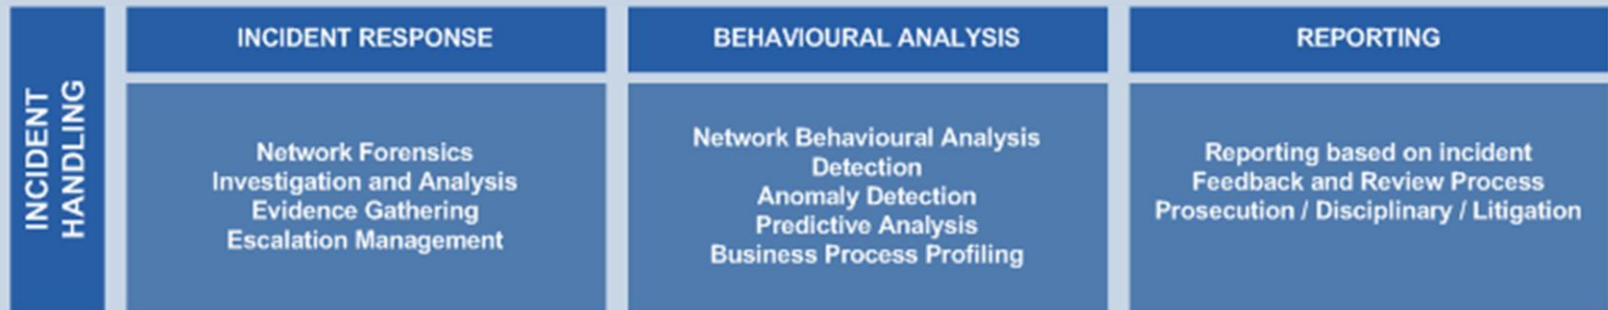 INCIDENT
HANDLING
INCIDENT RESPONSE
Network Forensics
Investigation and Analysis
Evidence Gathering
Escalation Management
BEHAVIOURAL ANALYSIS
Network Behavioural Analysis
Detection
Anomaly Detection
Predictive Analysis
Business Process Profiling
REPORTING
Reporting based on incident
Feedback and Review Process
Prosecution / Disciplinary / Litigation